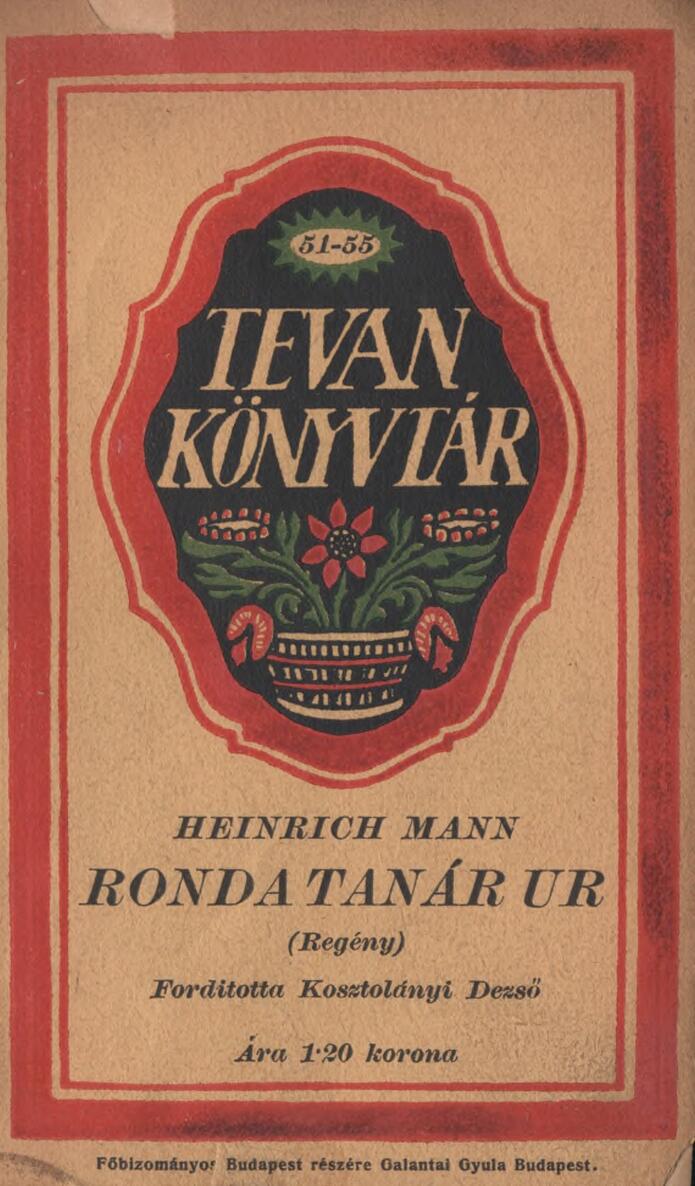 51-55
TEVAN
KÖNYVTÁR
HEINRICH MANN
RONDA TANÁR UR
(Regény)
Forditotta Kosztolányi Dezső
Ára 1·20 korona
Főbizományos Budapest részére Galantai Gyula Budapest.